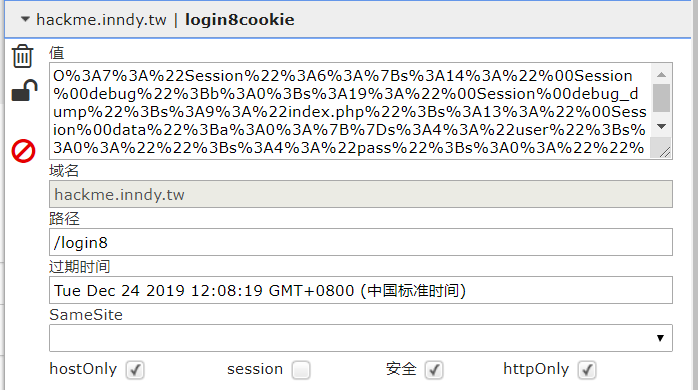 hackme.inndy.tw | login8cookie
值
O%3A7%3A%22Session%22%3A6%3A%7Bs%3A14%3A%22%00Session
%00debug%22%3Bb%3A0%3Bs%3A19%3A%22%00Session%00debug_d
ump%22%3Bs%3A9%3A%22index.php%22%3Bs%3A13%3A%22%00Sess
ion%00data%22%3Ba%3A0%3A%7B%7Ds%3A4%3A%22user%22%3Bs%
3A0%3A%22%22%3Bs%3A4%3A%22pass%22%3Bs%3A0%3A%22%22%
域名
hackme.inndy.tw
路径
/login8
过期时间
Tue Dec 24 2019 12:08:19 GMT+0800 (中国标准时间)
SameSite
hostOnly session 安全 httpOnly